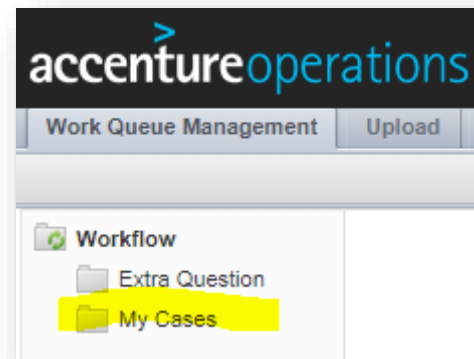 accentureoperations
Work Queue Management Upload
Workflow
Extra Question
My Cases